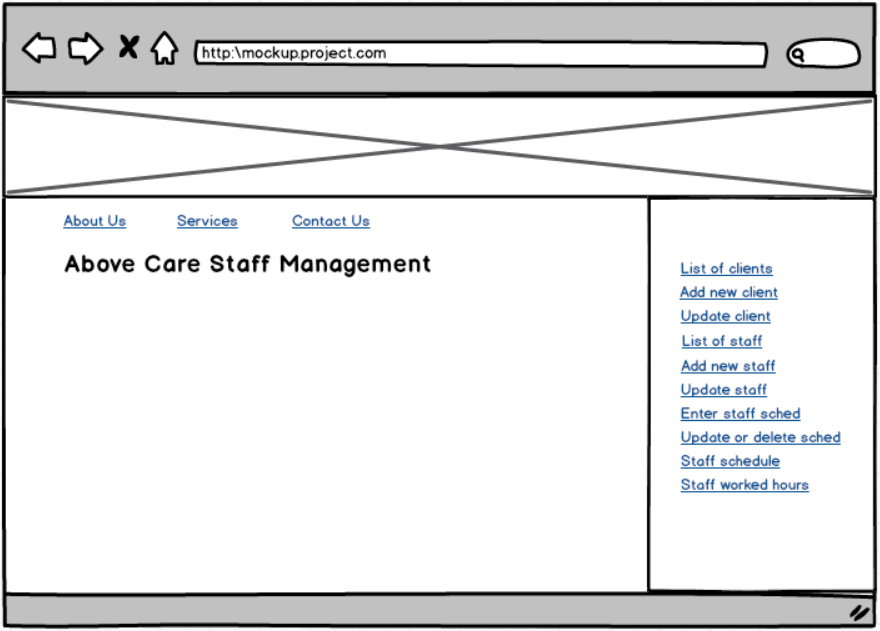 http:\mockup.project.com
About Us Services Contact Us
Above Care Staff Management
List of clients
Add new client
Update client
List of staff
Add new staff
Update staff
Enter staff sched
Update or delete sched
Staff schedule
Staff worked hours